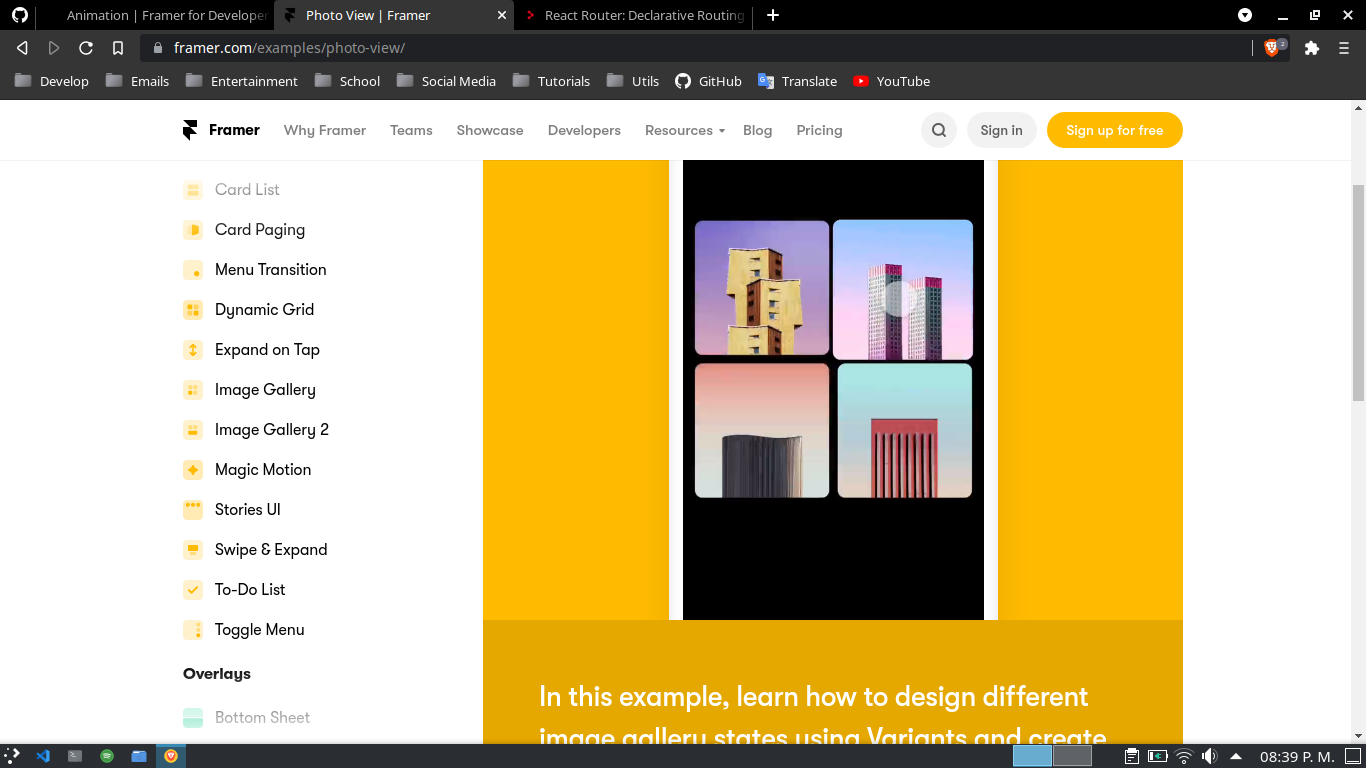 Animation | Framer for Developer
Photo View | Framer
React Router: Declarative Routing
framer.com/examples/photo-view/
2
Develop
Emails
Entertainment
School
Social Media
Tutorials
Utils
GitHub
Translate
YouTube
Framer
Why Framer
Teams
Showcase
Developers
Resources
Blog
Pricing
Sign in
Sign up for free
Card List
Card Paging
Menu Transition
Dynamic Grid
Expand on Tap
Image Gallery
Image Gallery 2
Magic Motion
Stories UI
Swipe & Expand
To-Do List
Toggle Menu
Overlays
Bottom Sheet
In this example, learn how to design different
image gallery states using Variants and create
08:39 P. M.